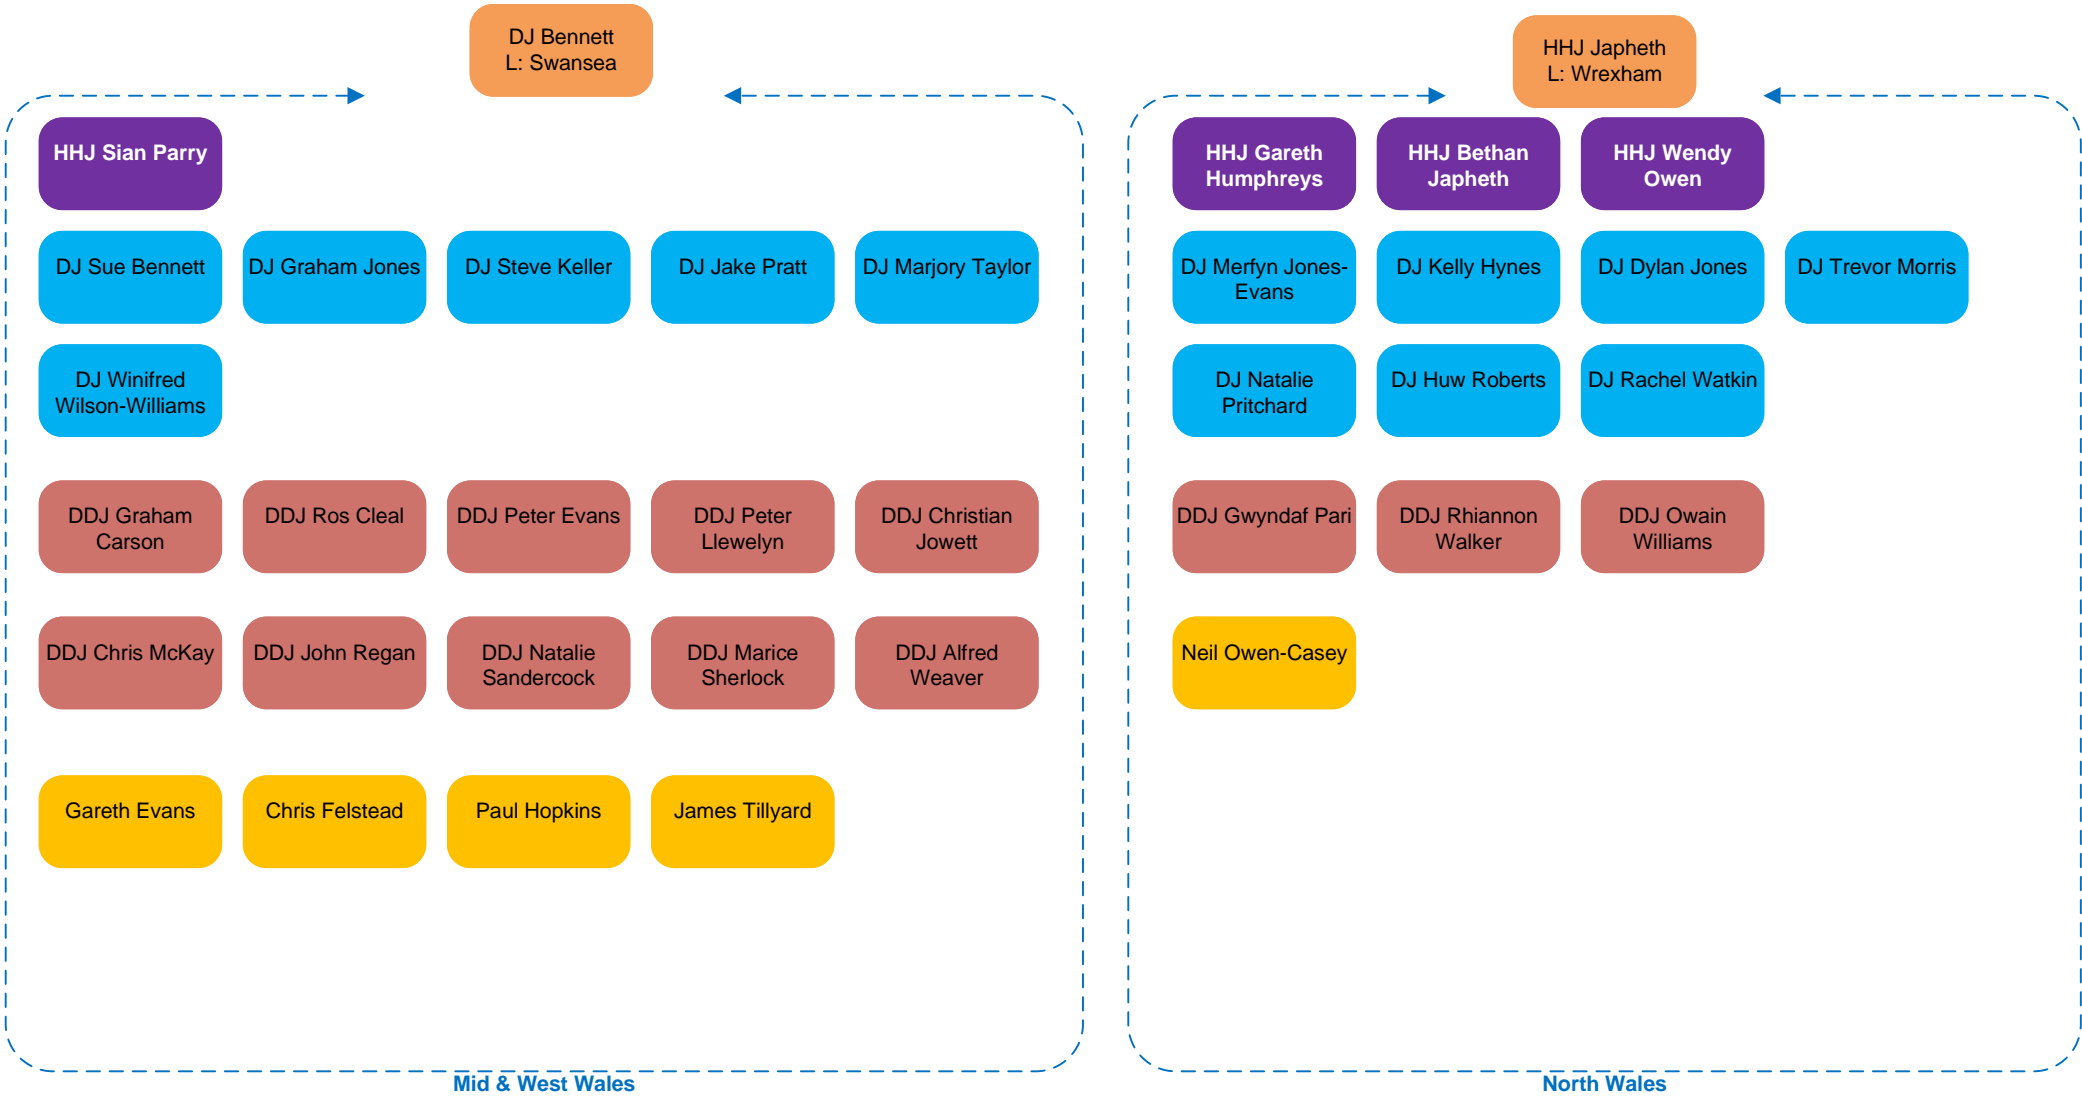 DJ Bennett
L: Swansea
HHJ Sian Parry
DJ Sue Bennett
DJ Graham Jones
DJ Steve Keller
DJ Jake Pratt
DJ Marjory Taylor
DJ Winifred
Wilson-Williams
DDJ Graham
Carson
DDJ Ros Cleal
DDJ Peter Evans
DDJ Peter
Llewelyn
DDJ Christian
Jowett
DDJ Chris McKay
DDJ John Regan
DDJ Natalie
Sandercock
DDJ Marice
Sherlock
DDJ Alfred
Weaver
Gareth Evans
Chris Felstead
Paul Hopkins
James Tillyard
Mid & West Wales
HHJ Japheth
L: Wrexham
HHJ Gareth
Humphreys
HHJ Bethan
Japheth
HHJ Wendy
Owen
DJ Merfyn Jones-
Evans
DJ Kelly Hynes
DJ Dylan Jones
DJ Trevor Morris
DJ Natalie
Pritchard
DJ Huw Roberts
DJ Rachel Watkin
DDJ Gwyndaf Pari
DDJ Rhiannon
Walker
DDJ Owain
Williams
Neil Owen-Casey
North Wales